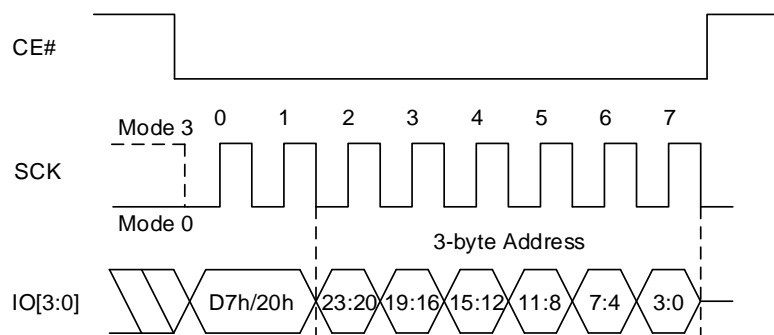 CE#
Mode 3 0 1 2 3 4 5 6 7
SCK
Mode 0
3-byte Address
IO[3:0] D7h/20h 23:20 19:16 15:12 11:8 7:4 3:0